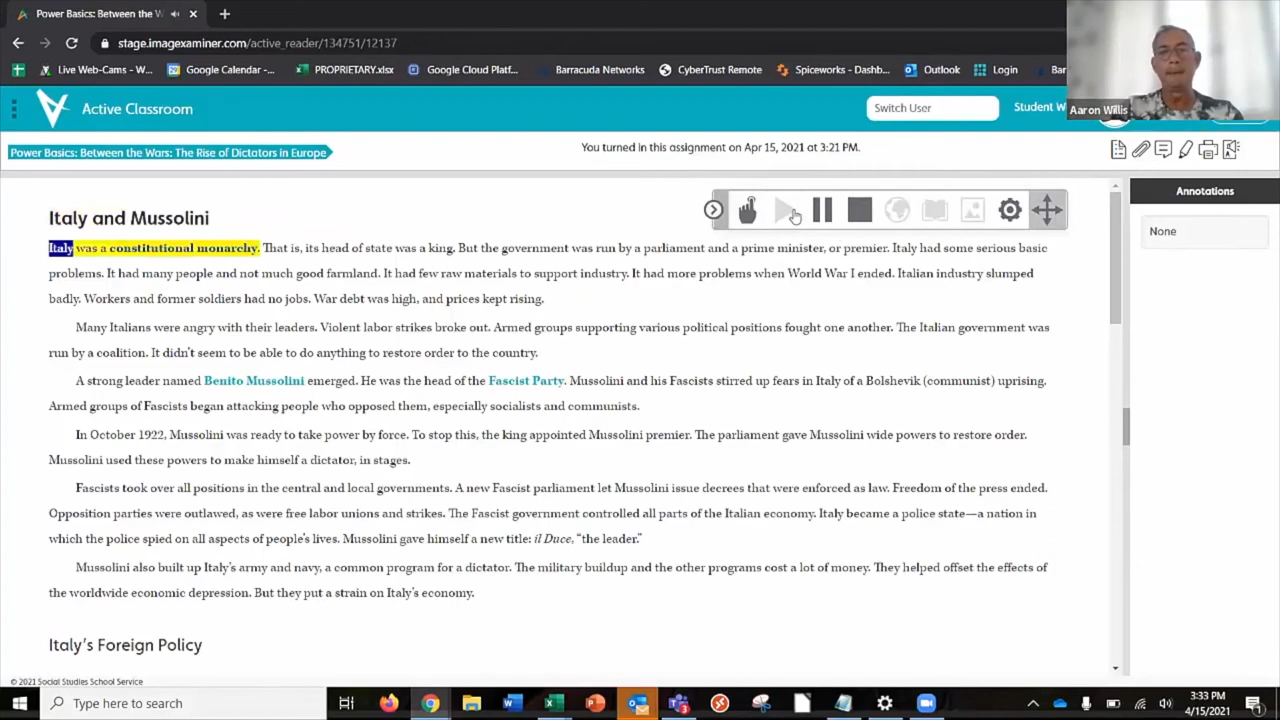 Power Basics: Between the W
stage.imagexaminer.com/active_reader/134751/12137
Live Web-Cams - W... Google Calendar -... PROPRIETARY.xlsx Google Cloud Platf... Barracuda Networks CyberTrust Remote Spiceworks - Dashb... Outlook Login Bar
Aaron Willis
Active Classroom
Switch User
Student W
Power Basics: Between the Wars: The Rise of Dictators in Europe
You turned in this assignment on Apr 15, 2021 at 3:21 PM.
Annotations
None
Italy and Mussolini
Italy was a constitutional monarchy. That is, its head of state was a king. But the government was run by a parliament and a prime minister, or premier. Italy had some serious basic
problems. It had many people and not much good farmland. It had few raw materials to support industry. It had more problems when World War I ended. Italian industry slumped
badly. Workers and former soldiers had no jobs. War debt was high, and prices kept rising.
Many Italians were angry with their leaders. Violent labor strikes broke out. Armed groups supporting various political positions fought one another. The Italian government was
run by a coalition. It didn't seem to be able to do anything to restore order to the country.
A strong leader named Benito Mussolini emerged. He was the head of the Fascist Party. Mussolini and his Fascists stirred up fears in Italy of a Bolshevik (communist) uprising.
Armed groups of Fascists began attacking people who opposed them, especially socialists and communists.
In October 1922, Mussolini was ready to take power by force. To stop this, the king appointed Mussolini premier. The parliament gave Mussolini wide powers to restore order.
Mussolini used these powers to make himself a dictator, in stages.
Fascists took over all positions in the central and local governments. A new Fascist parliament let Mussolini issue decrees that were enforced as law. Freedom of the press ended.
Opposition parties were outlawed, as were free labor unions and strikes. The Fascist government controlled all parts of the Italian economy. Italy became a police state—a nation in
which the police spied on all aspects of people's lives. Mussolini gave himself a new title: il Duce, “the leader.”
Mussolini also built up Italy's army and navy, a common program for a dictator. The military buildup and the other programs cost a lot of money. They helped offset the effects of
the worldwide economic depression. But they put a strain on Italy's economy.
Italy's Foreign Policy
© 2021 Social Studies School Service
Type here to search
3:33 PM
4/15/2021